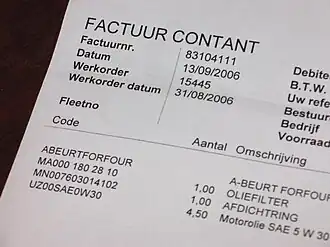 FACTUUR CONTANT
Factuurnr. 83104111
Datum 13/09/2006
Werkorder 15445
Werkorder datum 31/08/2006
Fleetno
Debite
B.T.W.
Uw refe
Bestuur
Bedrijf
Voorraad
Code Aantal Omschrijving
ABEURTFORFOUR A-BEURT FORFOUR
MA000 180 28 10 1,00 OLIEFILTER
MN007603014102 1,00 AFDICHTRING
UZ00SAE0W30 4,50 Motorolie SAE 5 W 30